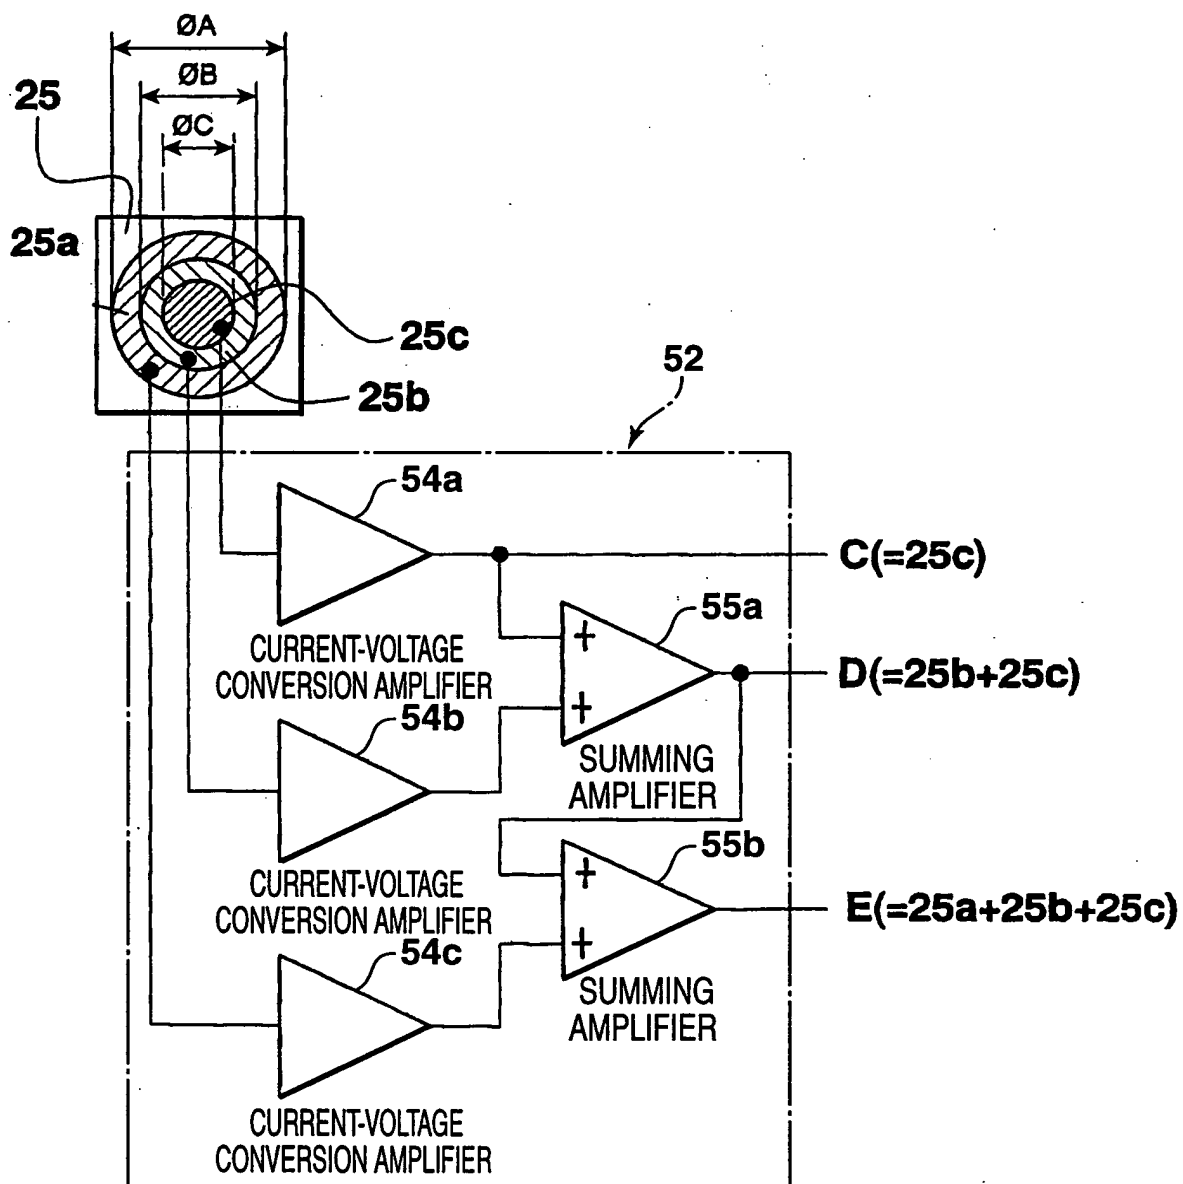 ØA
ØB
25
ØC
25a
25c
25b
52
54a
C(=25c)
55a
CURRENT-VOLTAGE
CONVERSION AMPLIFIER
+
+
D(=25b+25c)
54b
SUMMING
AMPLIFIER
55b
CURRENT-VOLTAGE
CONVERSION AMPLIFIER
+
+
E(=25a+25b+25c)
54c
SUMMING
AMPLIFIER
CURRENT-VOLTAGE
CONVERSION AMPLIFIER